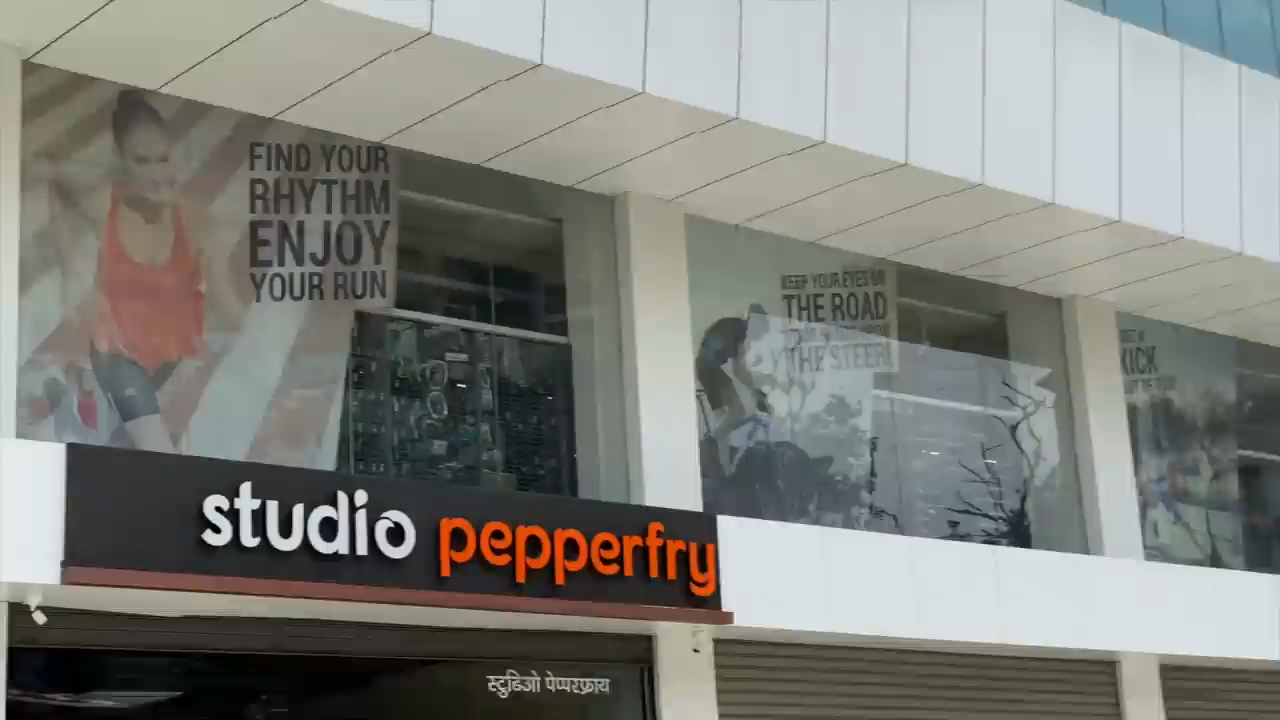 FIND YOUR
RHYTHM
ENJOY
YOUR RUN
KEEP YOUR EYES ON
THE ROAD
THE STEER
KICK
studio pepperfry
स्टुडिओ पेप्परफ्राय